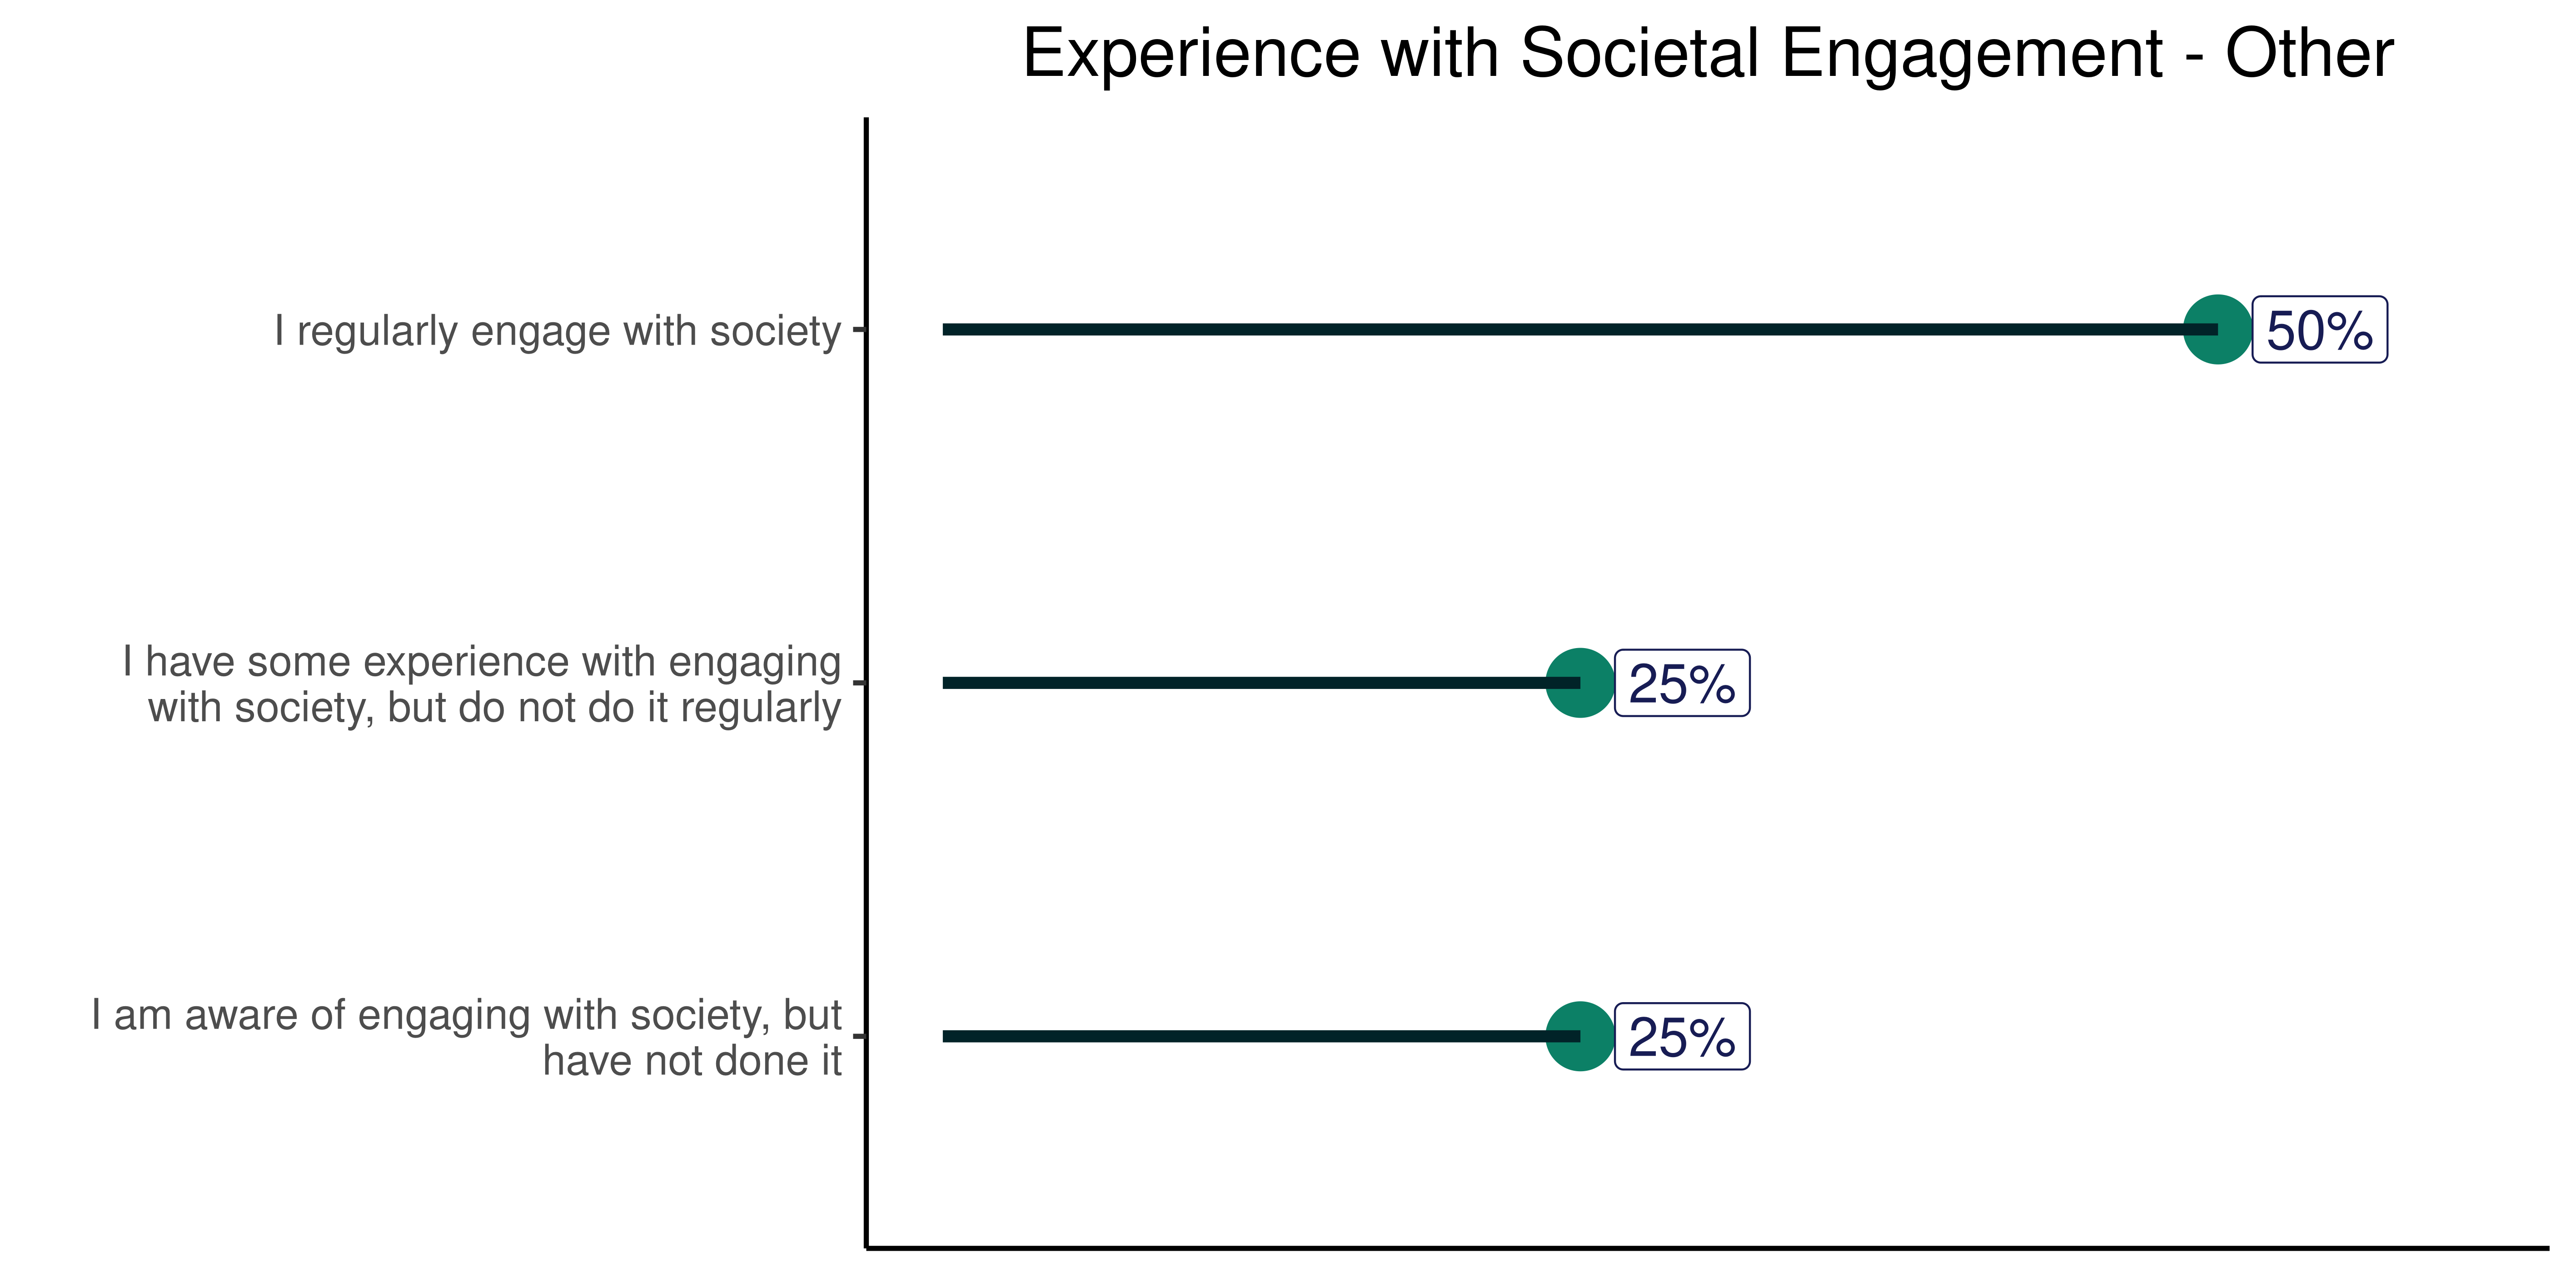 Experience with Societal Engagement - Other
I regularly engage with society
50%
I have some experience with engaging
with society, but do not do it regularly
25%
I am aware of engaging with society, but
have not done it
25%